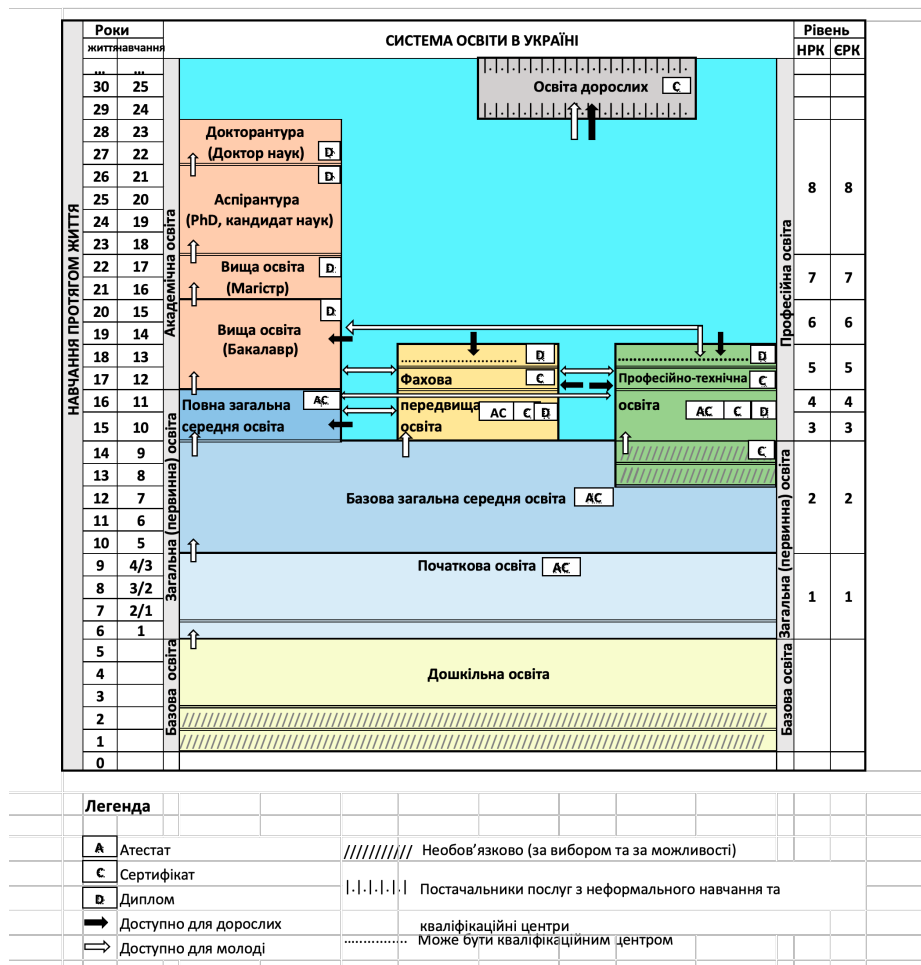 СИСТЕМА ОСВІТИ В УКРАЇНІ
Роки
життя навчання
Рівень
НРК ЄРК
... ...
30 25
29 24
28 23
27 22
26 21
25 20
24 19
23 18
22 17
21 16
20 15
19 14
18 13
17 12
16 11
15 10
14 9
13 8
12 7
11 6
10 5
9 4/3
8 3/2
7 2/1
6 1
5
4
3
2
1
0
НАВЧАННЯ ПРОТЯГОМ ЖИТТЯ
Академічна освіта
Загальна (первинна) освіта
Базова освіта
Освіта дорослих C
Докторантура
(Доктор наук) D
D
Аспірантура
(PhD, кандидат наук)
Вища освіта D
(Магістр)
D
Вища освіта
(Бакалавр)
D
Фахова C
передвища AC C D
освіта
D
Професійно-технічна C
освіта AC C D
C
AC
Повна загальна
середня освіта
Базова загальна середня освіта AC
Початкова освіта AC
Дошкільна освіта
Професійна освіта
Загальна (первинна) освіта
Базова освіта
8 8
7 7
6 6
5 5
4 4
3 3
2 2
1 1
Легенда
A Атестат
C Сертифікат
D Диплом
Доступно для дорослих
Доступно для молоді
Необов’язково (за вибором та за можливості)
Постачальники послуг з неформального навчання та
кваліфікаційні центри
Може бути кваліфікаційним центром